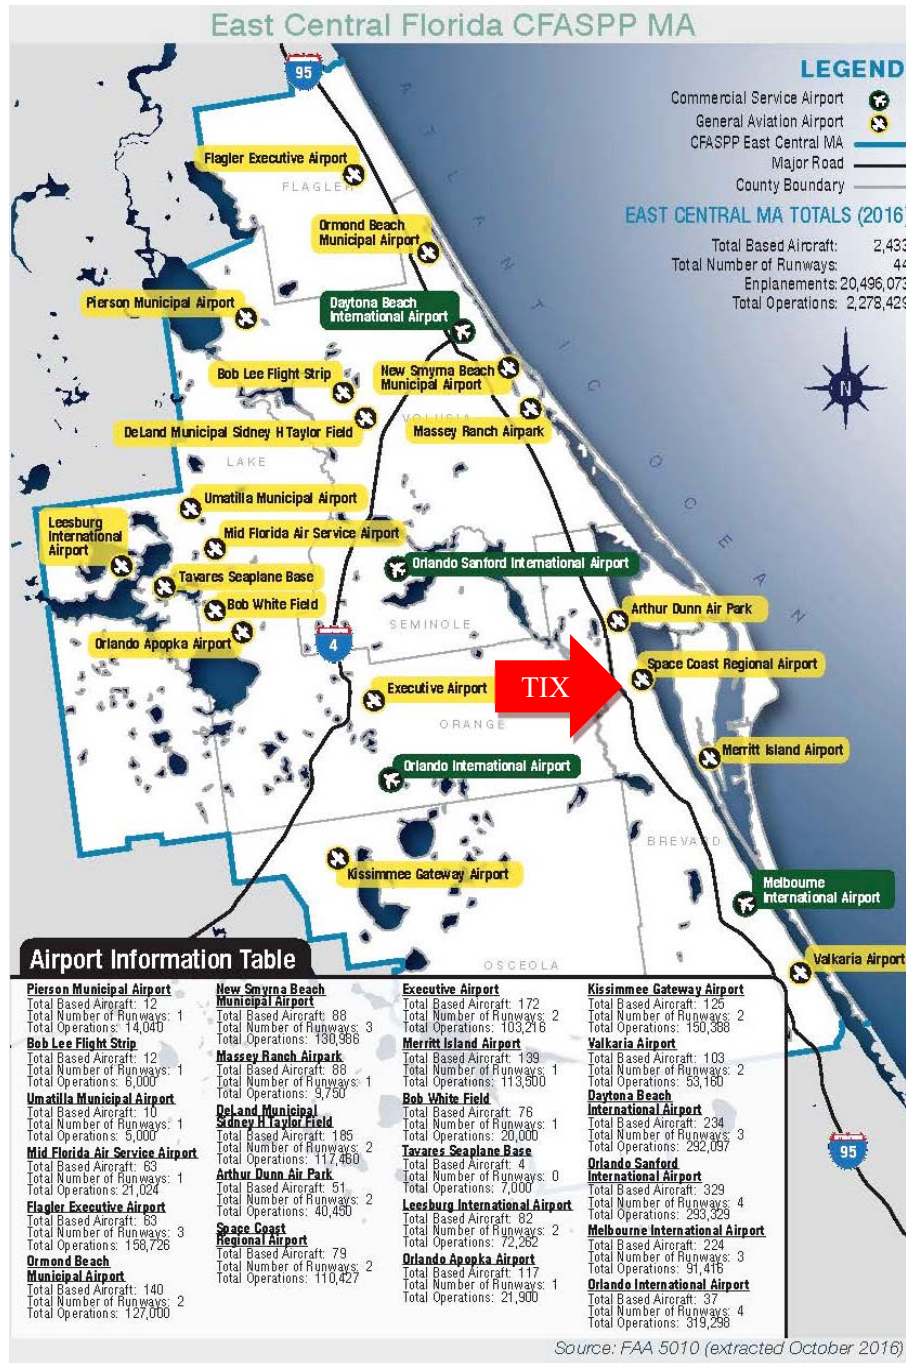 East Central Florida CFASPP MA
LEGEND
Commercial Service Airport
General Aviation Airport
CFASPP East Central MA
Major Road
County Boundary
EAST CENTRAL MA TOTALS (2016)
Total Based Aircraft: 2,433
Total Number of Runways: 44
Enplanements: 20,496,073
Total Operations: 2,278,429
N
ATLANTIC OCEAN
95
Flagler Executive Airport
FLAGLER
Ormond Beach
Municipal Airport
Pierson Municipal Airport
Daytona Beach
International Airport
Bob Lee Flight Strip
New Smyrna Beach
Municipal Airport
VOLUSIA
DeLand Municipal Sidney H Taylor Field
Massey Ranch Airpark
LAKE
Umatilla Municipal Airport
Leesburg
International
Airport
Mid Florida Air Service Airport
Orlando Sanford International Airport
Tavares Seaplane Base
Bob White Field
Arthur Dunn Air Park
SEMINOLE
Orlando Apopka Airport
4
Space Coast Regional Airport
Executive Airport
TIX
ORANGE
Merritt Island Airport
Orlando International Airport
BREVARD
Kissimmee Gateway Airport
Melbourne
International Airport
OSCEOLA
Valkaria Airport
95
Airport Information Table
Pierson Municipal Airport
Total Based Aircraft: 12
Total Number of Runways: 1
Total Operations: 14,040
Bob Lee Flight Strip
Total Based Aircraft: 12
Total Number of Runways: 1
Total Operations: 6,000
Umatilla Municipal Airport
Total Based Aircraft: 10
Total Number of Runways: 1
Total Operations: 5,000
Mid Florida Air Service Airport
Total Based Aircraft: 63
Total Number of Runways: 1
Total Operations: 21,024
Flagler Executive Airport
Total Based Aircraft: 63
Total Number of Runways: 3
Total Operations: 158,726
Ormond Beach
Municipal Airport
Total Based Aircraft: 140
Total Number of Runways: 2
Total Operations: 127,000
New Smyrna Beach
Municipal Airport
Total Based Aircraft: 88
Total Number of Runways: 3
Total Operations: 130,986
Massey Ranch Airpark
Total Based Aircraft: 88
Total Number of Runways: 1
Total Operations: 9,750
DeLand Municipal
Sidney H Taylor Field
Total Based Aircraft: 185
Total Number of Runways: 2
Total Operations: 117,460
Arthur Dunn Air Park
Total Based Aircraft: 51
Total Number of Runways: 2
Total Operations: 40,450
Space Coast
Regional Airport
Total Based Aircraft: 79
Total Number of Runways: 2
Total Operations: 110,427
Executive Airport
Total Based Aircraft: 172
Total Number of Runways: 2
Total Operations: 103,216
Merritt Island Airport
Total Based Aircraft: 139
Total Number of Runways: 1
Total Operations: 113,500
Bob White Field
Total Based Aircraft: 76
Total Number of Runways: 1
Total Operations: 20,000
Tavares Seaplane Base
Total Based Aircraft: 4
Total Number of Runways: 0
Total Operations: 7,000
Leesburg International Airport
Total Based Aircraft: 82
Total Number of Runways: 2
Total Operations: 72,262
Orlando Apopka Airport
Total Based Aircraft: 117
Total Number of Runways: 1
Total Operations: 21,900
Kissimmee Gateway Airport
Total Based Aircraft: 125
Total Number of Runways: 2
Total Operations: 150,388
Valkaria Airport
Total Based Aircraft: 103
Total Number of Runways: 2
Total Operations: 53,160
Daytona Beach
International Airport
Total Based Aircraft: 234
Total Number of Runways: 3
Total Operations: 292,097
Orlando Sanford
International Airport
Total Based Aircraft: 329
Total Number of Runways: 4
Total Operations: 293,329
Melbourne International Airport
Total Based Aircraft: 224
Total Number of Runways: 3
Total Operations: 91,416
Orlando International Airport
Total Based Aircraft: 37
Total Number of Runways: 4
Total Operations: 319,298
Source: FAA 5010 (extracted October 2016)